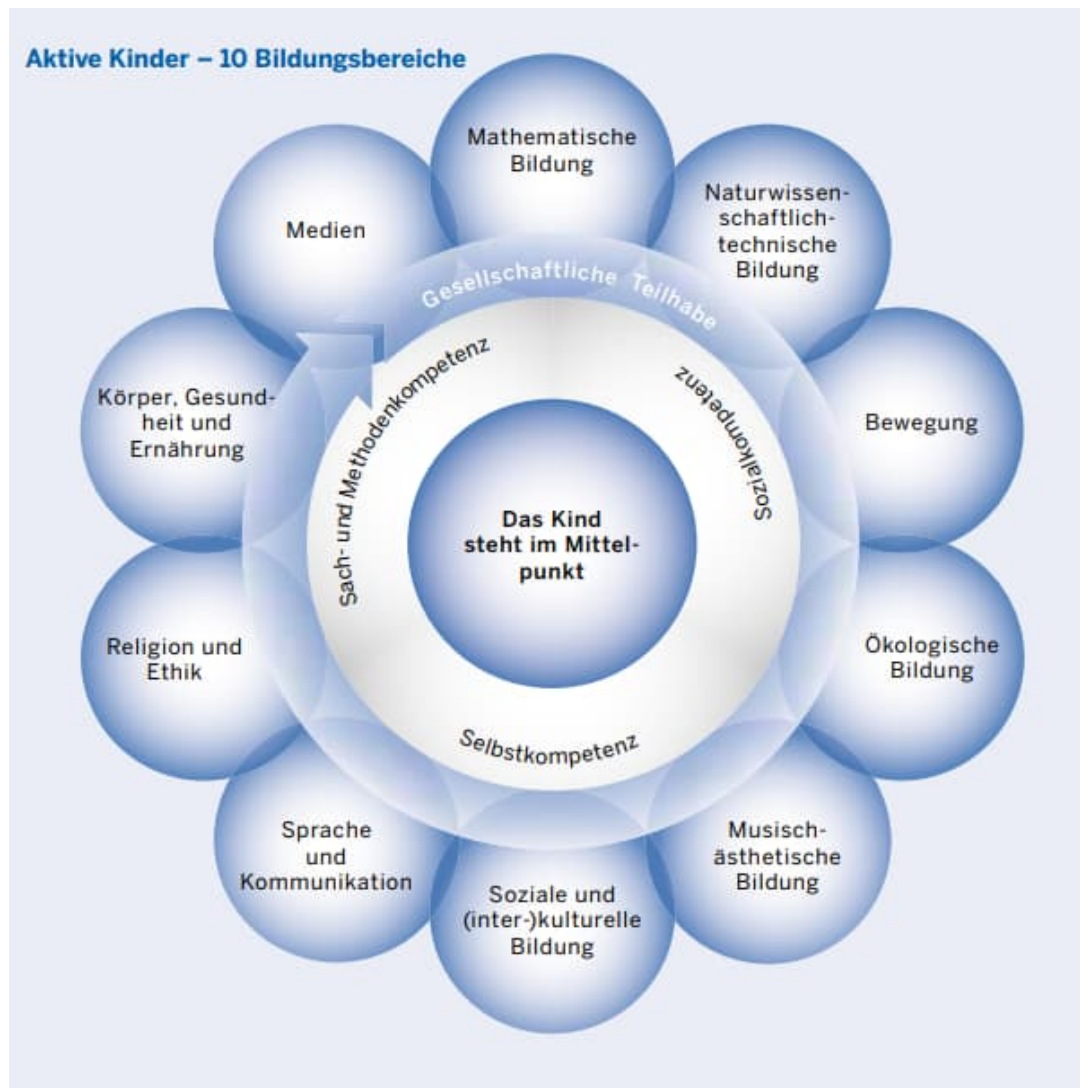 Aktive Kinder – 10 Bildungsbereiche
Mathematische
Bildung
Naturwissen-
schaftlich-
technische
Bildung
Medien
Gesellschaftliche Teilhabe
Sach- und Methodenkompetenz
Sozialkompetenz
Körper, Gesund-
heit und
Ernährung
Bewegung
Das Kind
steht im Mittel-
punkt
Religion und
Ethik
Ökologische
Bildung
Selbstkompetenz
Sprache
und
Kommunikation
Musisch-
ästhetische
Bildung
Soziale und
(inter-)kulturelle
Bildung